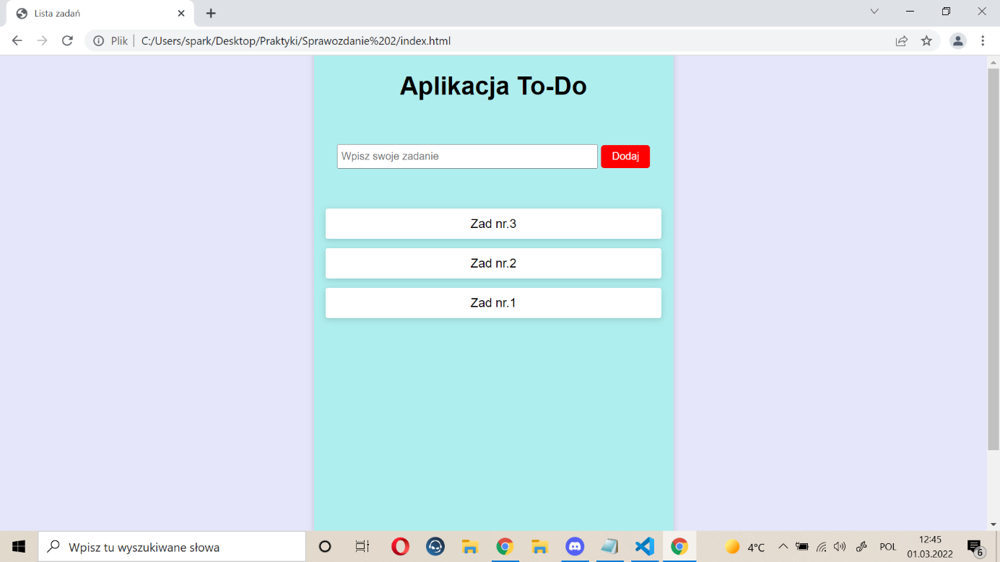 Lista zadań
Plik
C:/Users/spark/Desktop/Praktyki/Sprawozdanie%202/index.html
Aplikacja To-Do
Wpisz swoje zadanie
Dodaj
Zad nr.3
Zad nr.2
Zad nr.1
Wpisz tu wyszukiwane słowa
4°C
POL
12:45
01.03.2022
6